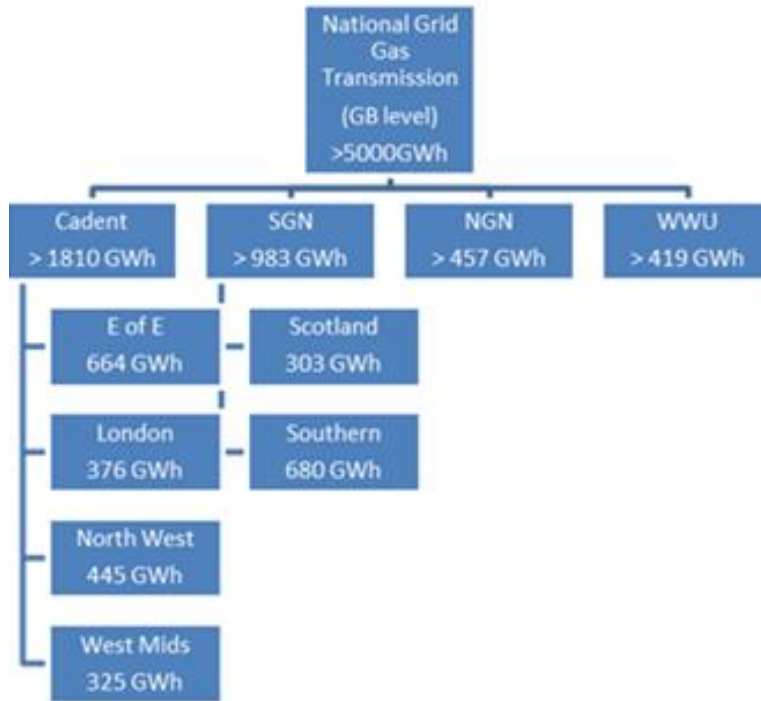 National Grid
Gas
Transmission
(GB level)
>5000GWh
Cadent
> 1810 GWh
SGN
> 983 GWh
NGN
> 457 GWh
WWU
> 419 GWh
E of E
664 GWh
Scotland
303 GWh
London
376 GWh
Southern
680 GWh
North West
445 GWh
West Mids
325 GWh